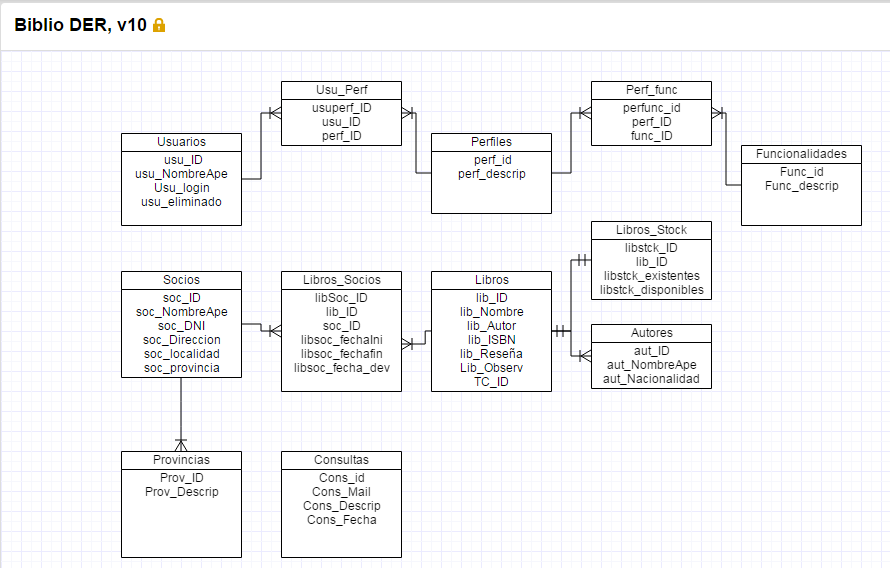 Biblio DER, v10
Usu_Perf
usuperf_ID
usu_ID
perf_ID
Perf_func
perfunc_id
perf_ID
func_ID
Usuarios
usu_ID
usu_NombreApe
Usu_login
usu_eliminado
Perfiles
perf_id
perf_descrip
Funcionalidades
Func_id
Func_descrip
Libros_Stock
libstck_ID
lib_ID
libstck_existentes
libstck_disponibles
Socios
soc_ID
soc_NombreApe
soc_DNI
soc_Direccion
soc_localidad
soc_provincia
Libros_Socios
libSoc_ID
lib_ID
soc_ID
libsoc_fechaIni
libsoc_fechafin
libsoc_fecha_dev
Libros
lib_ID
lib_Nombre
lib_Autor
lib_ISBN
lib_Reseña
Lib_Observ
TC_ID
Autores
aut_ID
aut_NombreApe
aut_Nacionalidad
Provincias
Prov_ID
Prov_Descrip
Consultas
Cons_id
Cons_Mail
Cons_Descrip
Cons_Fecha